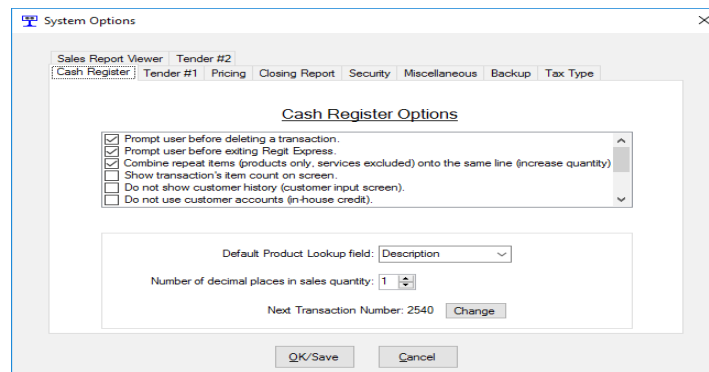 System Options
Sales Report Viewer Tender #2
Cash Register Tender #1 Pricing Closing Report Security Miscellaneous Backup Tax Type
Cash Register Options
Prompt user before deleting a transaction.
Prompt user before exiting Regit Express.
Combine repeat items (products only, services excluded) onto the same line (increase quantity)
Show transaction's item count on screen.
Do not show customer history (customer input screen).
Do not use customer accounts (in-house credit).
Default Product Lookup field: Description
Number of decimal places in sales quantity: 1
Next Transaction Number: 2540 Change
OK/Save Cancel